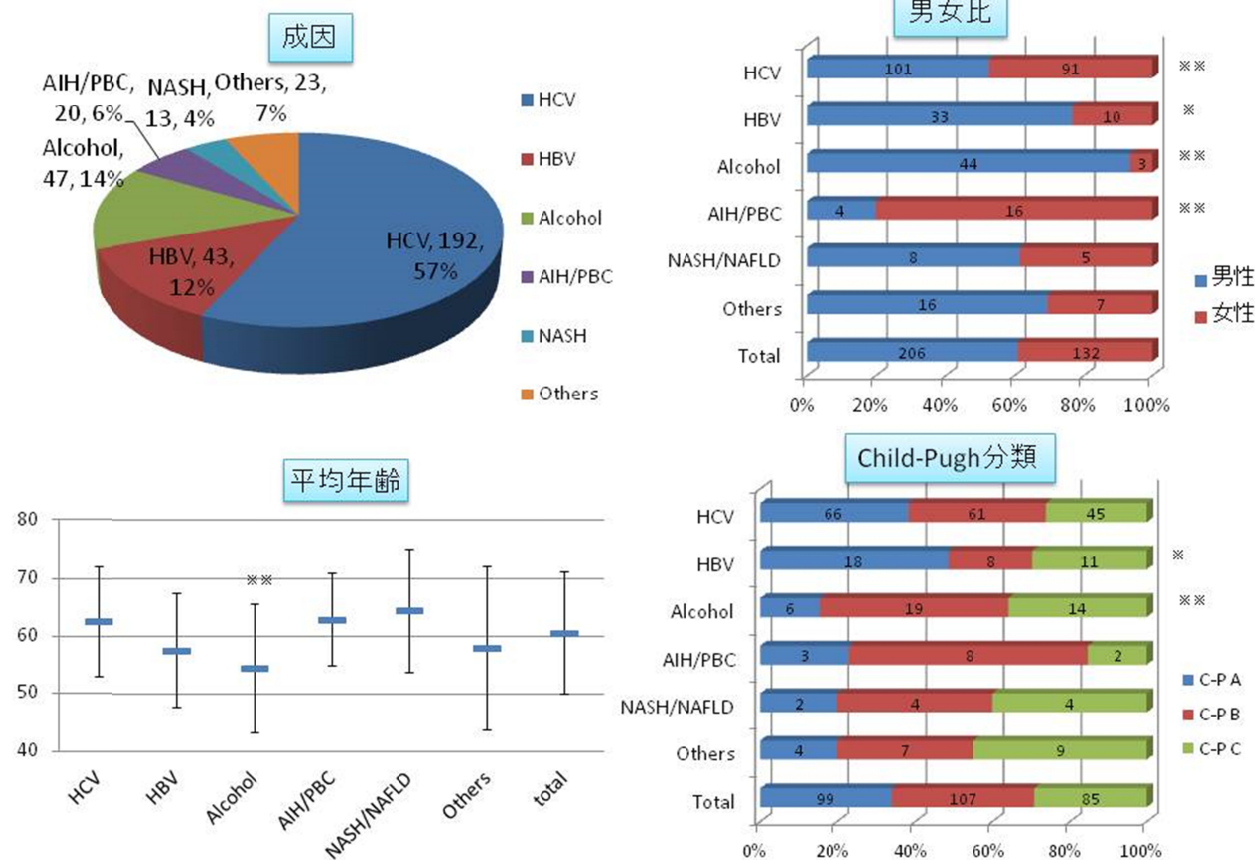 成因
AIH/PBC,
20, 6%
NASH,
13, 4%
Others, 23,
7%
Alcohol,
47, 14%
HBV, 43,
12%
HCV, 192,
57%
HCV
HBV
Alcohol
AIH/PBC
NASH
Others
男女比
HCV 101 91 ※※
HBV 33 10 ※
Alcohol 44 3 ※※
AIH/PBC 4 16 ※※
NASH/NAFLD 8 5
Others 16 7
Total 206 132
0% 20% 40% 60% 80% 100%
男性
女性
平均年齢
80
70
60
50
40
※※
HCV HBV Alcohol AIH/PBC NASH/NAFLD Others total
Child-Pugh分類
HCV 66 61 45
HBV 18 8 11 ※
Alcohol 6 19 14 ※※
AIH/PBC 3 8 2
NASH/NAFLD 2 4 4
Others 4 7 9
Total 99 107 85
0% 20% 40% 60% 80% 100%
C-P A
C-P B
C-P C